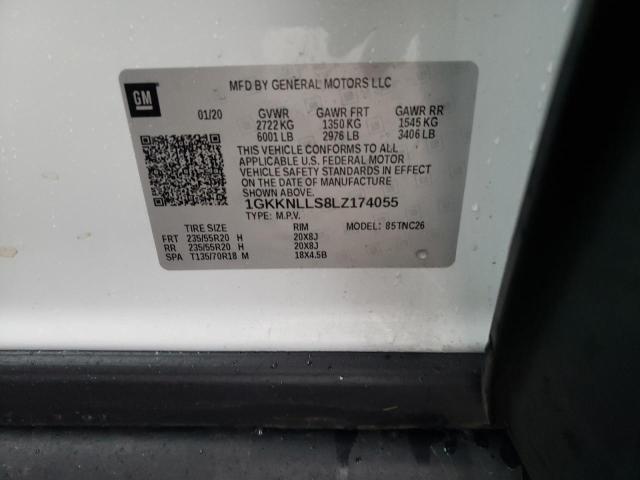 GM
MFD BY GENERAL MOTORS LLC
01/20 GVWR GAWR FRT GAWR RR
2722 KG 1350 KG 1545 KG
6001 LB 2976 LB 3406 LB
THIS VEHICLE CONFORMS TO ALL
APPLICABLE U.S. FEDERAL MOTOR
VEHICLE SAFETY STANDARDS IN EFFECT
ON THE DATE OF MANUFACTURE
SHOWN ABOVE.
1GKKNLLS8LZ174055
TYPE: M.P.V. MODEL: 85TNC26
TIRE SIZE RIM
FRT 235/55R20 H 20X8J
RR 235/55R20 H 20X8J
SPA T135/70R18 M 18X4.5B